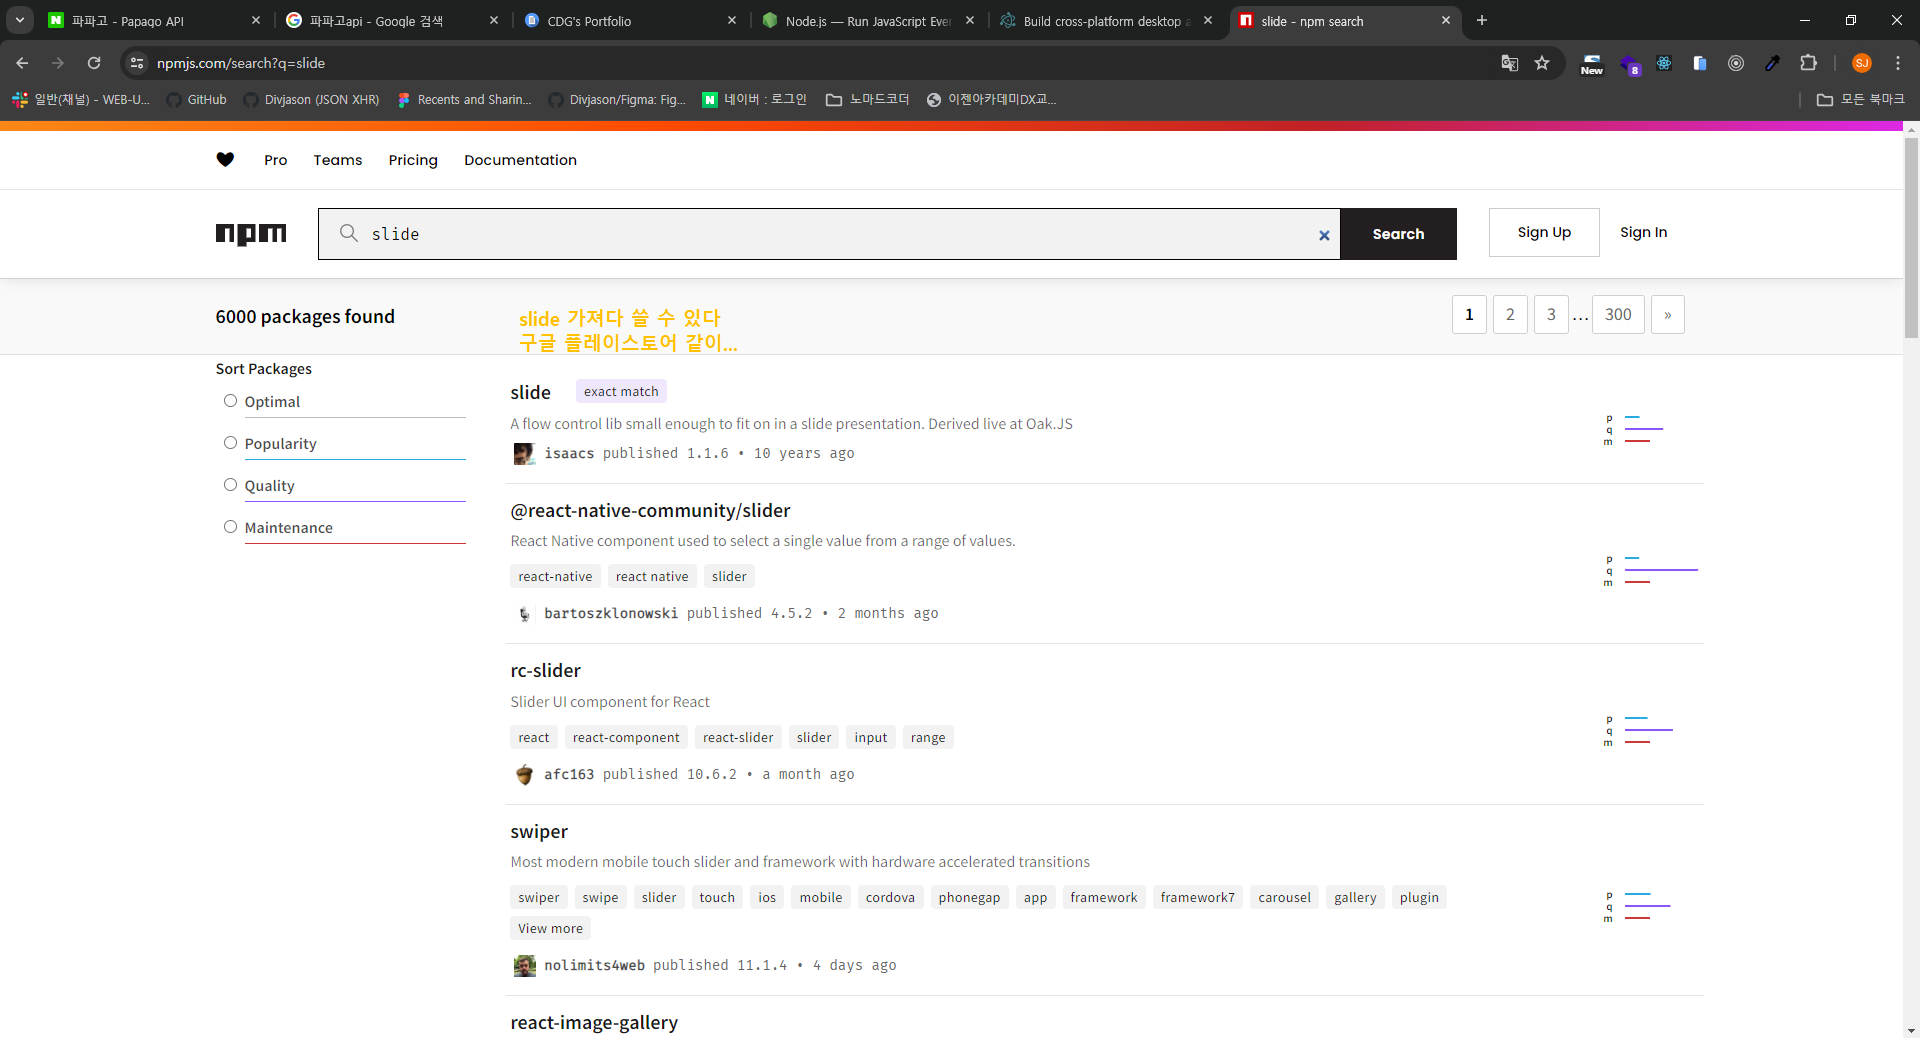 파파고 - Papago API
파파고api - Google 검색
CDG's Portfolio
Node.js — Run JavaScript Ever
Build cross-platform desktop a
slide - npm search
npmjs.com/search?q=slide
New
8
SJ
일반(채널) - WEB-U...
GitHub
Divjason (JSON XHR)
Recents and Sharin...
Divjason/Figma: Fig...
네이버 : 로그인
노마드코더
이젠아카데미DX교...
모든 북마크
Pro
Teams
Pricing
Documentation
npm
slide
Search
Sign Up
Sign In
6000 packages found
slide 가져다 쓸 수 있다
구글 플레이스토어 같이...
1 2 3 ... 300 »
Sort Packages
Optimal
Popularity
Quality
Maintenance
slide exact match
A flow control lib small enough to fit on in a slide presentation. Derived live at Oak.JS
isaacs published 1.1.6 • 10 years ago
p
q
m
@react-native-community/slider
React Native component used to select a single value from a range of values.
react-native react native slider
bartoszklonowski published 4.5.2 • 2 months ago
p
q
m
rc-slider
Slider UI component for React
react react-component react-slider slider input range
afc163 published 10.6.2 • a month ago
p
q
m
swiper
Most modern mobile touch slider and framework with hardware accelerated transitions
swiper swipe slider touch ios mobile cordova phonegap app framework framework7 carousel gallery plugin
View more
nolimits4web published 11.1.4 • 4 days ago
p
q
m
react-image-gallery